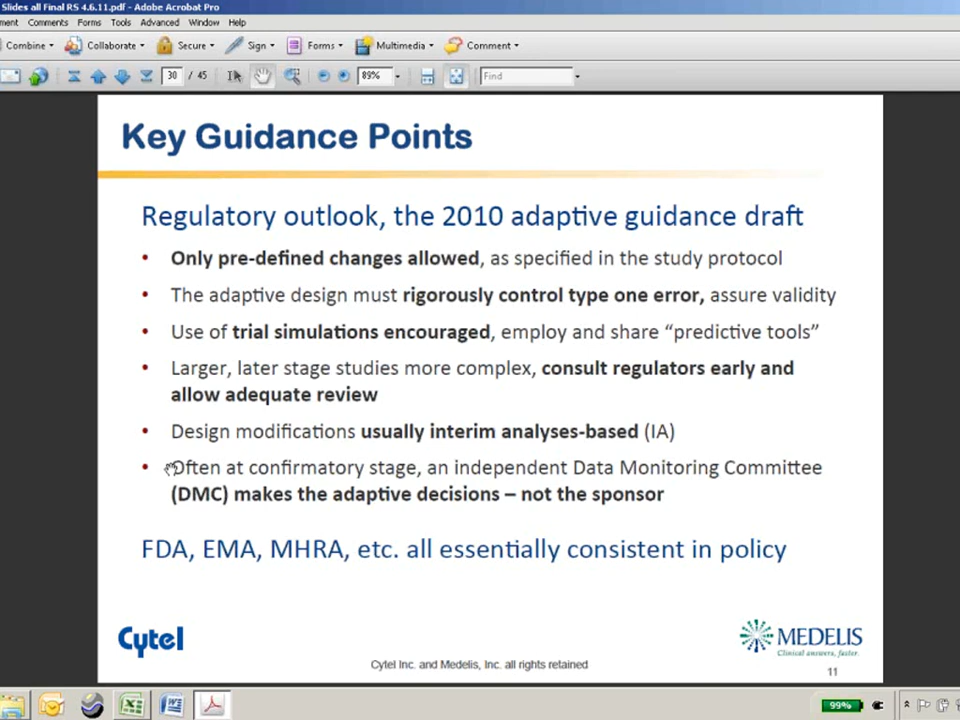 Slides all Final RS 4.6.11.pdf - Adobe Acrobat Pro
ment Comments Forms Tools Advanced Window Help
Combine Collaborate Secure Sign Forms Multimedia Comment
30 / 45 89% Find
Key Guidance Points
Regulatory outlook, the 2010 adaptive guidance draft
• Only pre-defined changes allowed, as specified in the study protocol
• The adaptive design must rigorously control type one error, assure validity
• Use of trial simulations encouraged, employ and share “predictive tools”
• Larger, later stage studies more complex, consult regulators early and
allow adequate review
• Design modifications usually interim analyses-based (IA)
• Often at confirmatory stage, an independent Data Monitoring Committee
(DMC) makes the adaptive decisions – not the sponsor
FDA, EMA, MHRA, etc. all essentially consistent in policy
Cytel
MEDELIS
Clinical answers, faster.
Cytel Inc. and Medelis, Inc. all rights retained
11
99%